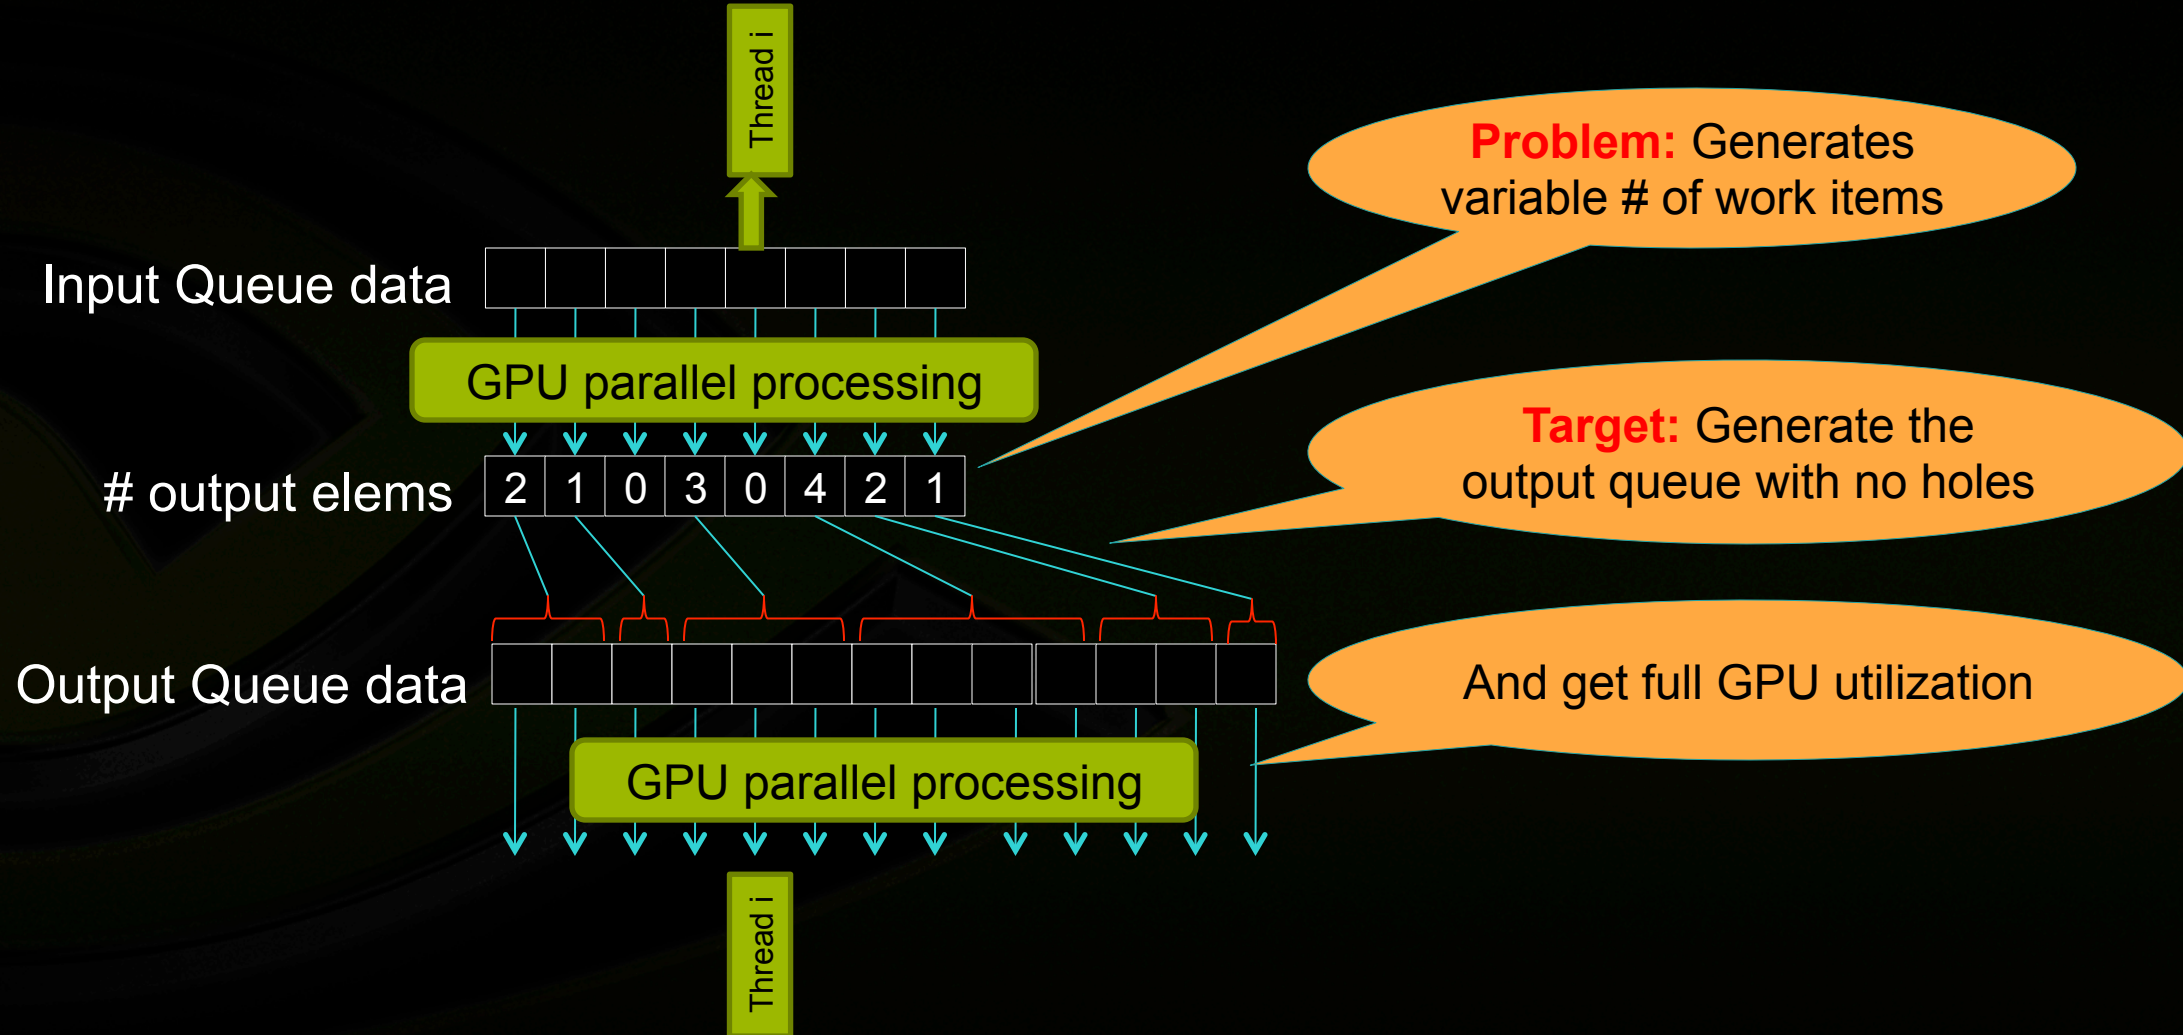 Thread i
Problem: Generates
variable # of work items
Input Queue data
GPU parallel processing
Target: Generate the
output queue with no holes
# output elems 2 1 0 3 0 4 2 1
Output Queue data
And get full GPU utilization
GPU parallel processing
Thread i